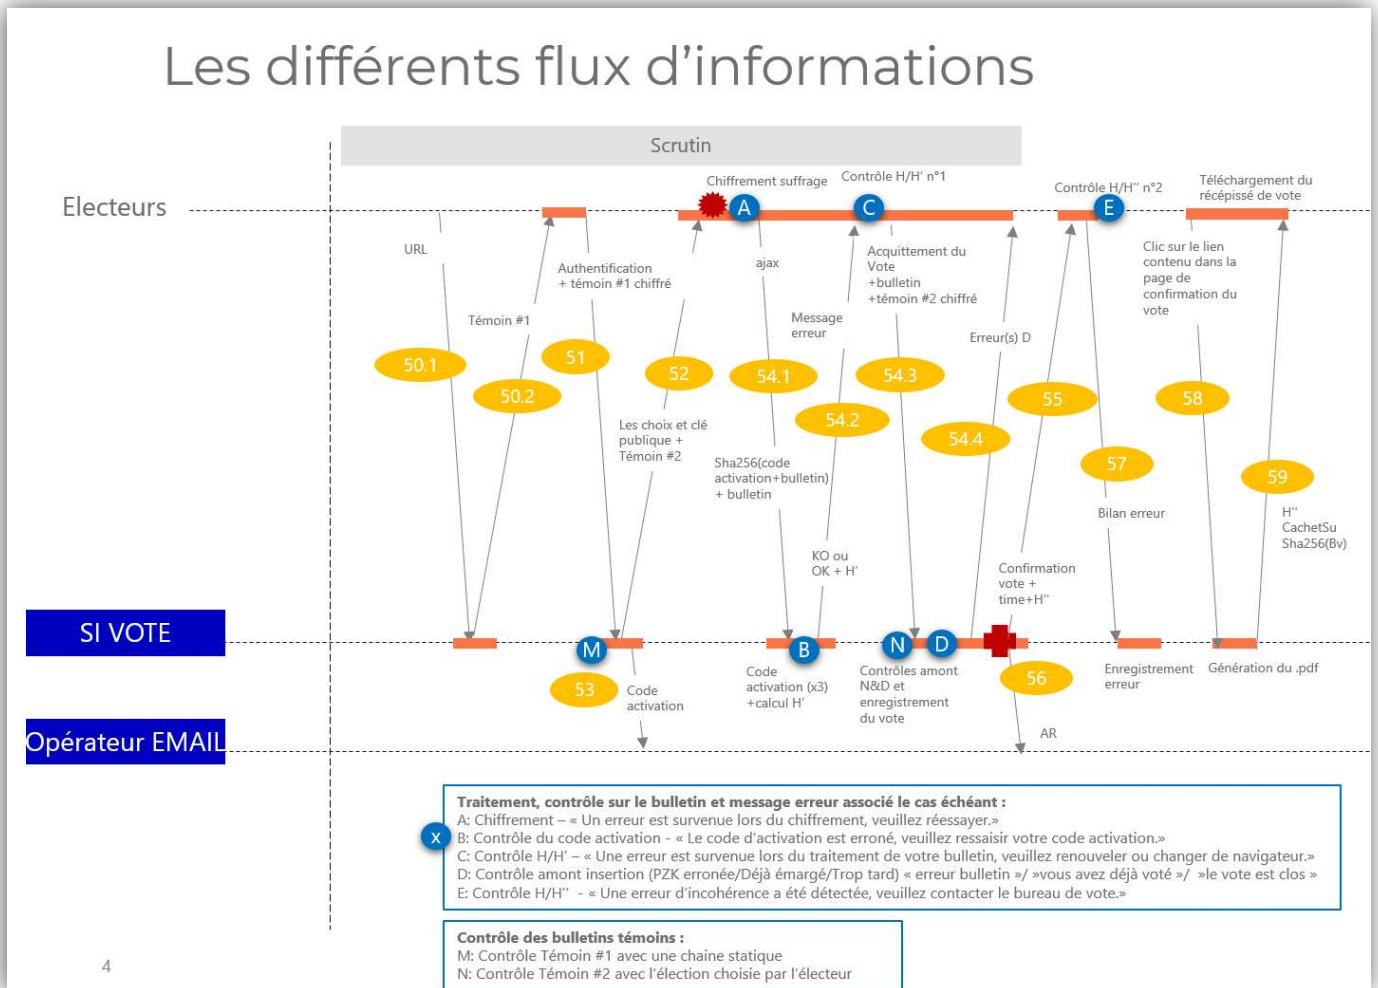 Les différents flux d'informations
Scrutin
Electeurs
Chiffrement suffrage
Contrôle H/H' n°1
Contrôle H/H'' n°2
Téléchargement du
récépissé de vote
A
C
E
URL
Authentification
+ témoin #1 chiffré
ajax
Acquittement du
Vote
+bulletin
+témoin #2 chiffré
Clic sur le lien
contenu dans la
page de
confirmation du
vote
Témoin #1
Message
erreur
Erreur(s) D
50.1
50.2
51
52
54.1
54.2
54.3
54.4
55
57
58
59
Les choix et clé
publique +
Témoin #2
Sha256(code
activation+bulletin)
+ bulletin
KO ou
OK + H'
Confirmation
vote +
time+H''
Bilan erreur
H''
CachetSu
Sha256(Bv)
SI VOTE
M
B
N
D
53
Code
activation
Code
activation (x3)
+calcul H'
Contrôles amont
N&D et
enregistrement
du vote
56
Enregistrement
erreur
Génération du .pdf
Opérateur EMAIL
AR
x
Traitement, contrôle sur le bulletin et message erreur associé le cas échéant :
A: Chiffrement – « Un erreur est survenue lors du chiffrement, veuillez réessayer.»
B: Contrôle du code activation - « Le code d'activation est erroné, veuillez ressaisir votre code activation.»
C: Contrôle H/H' – « Une erreur est survenue lors du traitement de votre bulletin, veuillez renouveler ou changer de navigateur.»
D: Contrôle amont insertion (PZK erronée/Déjà émargé/Trop tard) « erreur bulletin »/ »vous avez déjà voté »/ »le vote est clos »
E: Contrôle H/H'' - « Une erreur d'incohérence a été détectée, veuillez contacter le bureau de vote.»
Contrôle des bulletins témoins :
M: Contrôle Témoin #1 avec une chaine statique
N: Contrôle Témoin #2 avec l'élection choisie par l'électeur
4